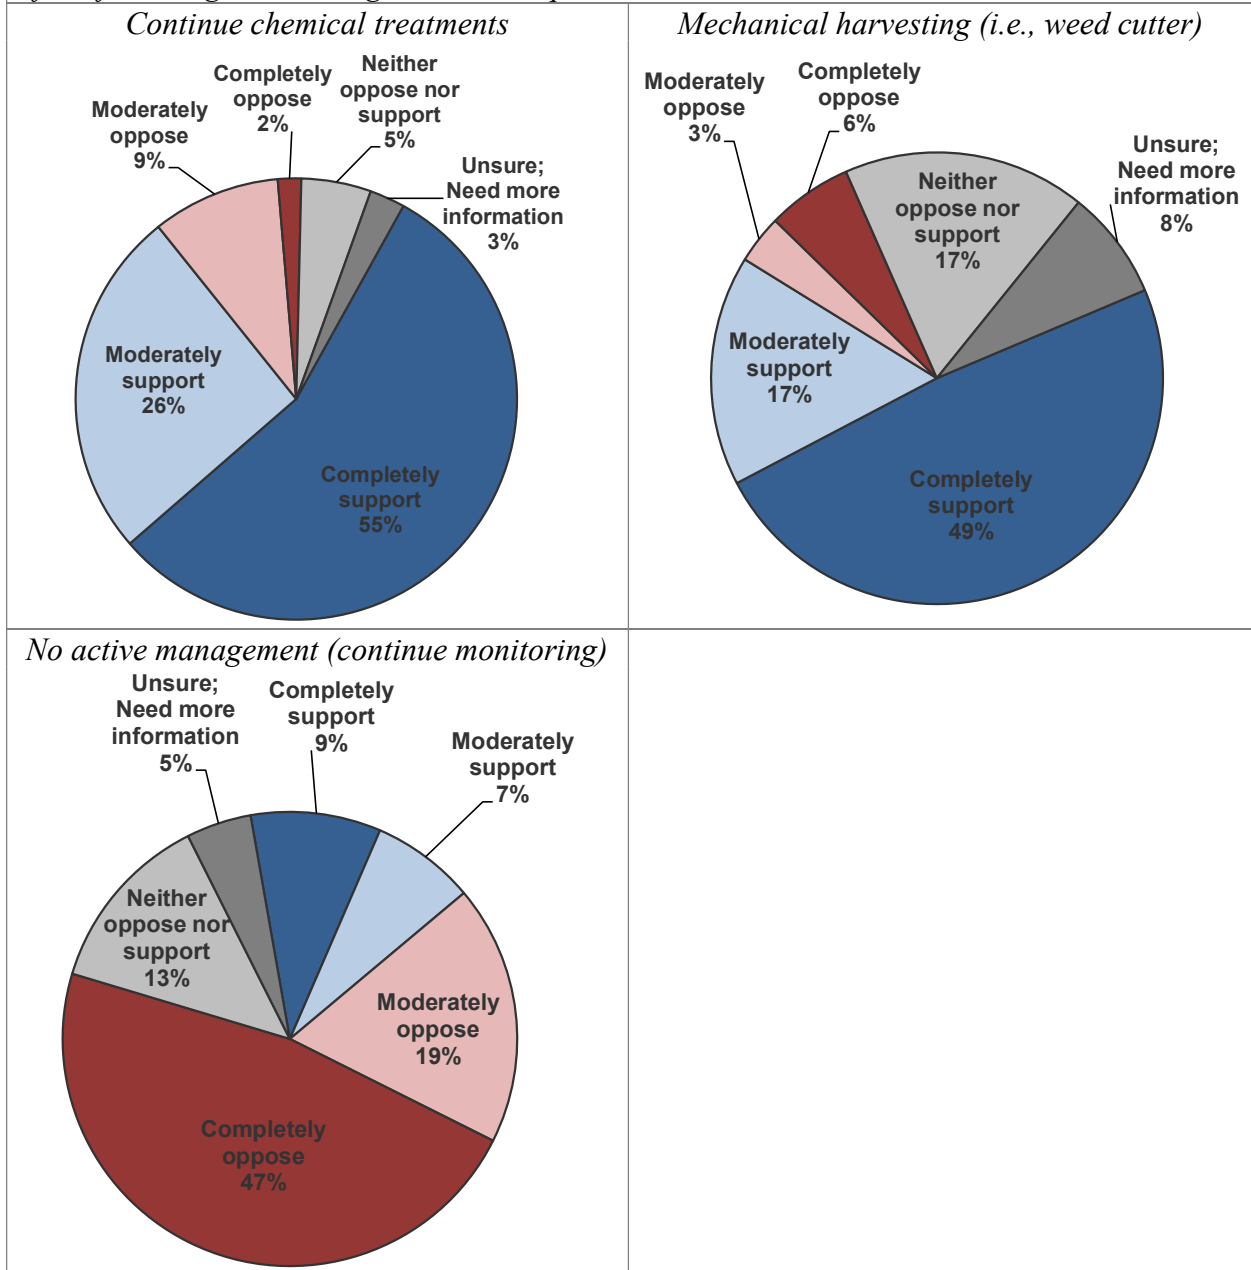 Continue chemical treatments
Completely
oppose
2%
Neither
oppose nor
support
5%
Moderately
oppose
9%
Unsure;
Need more
information
3%
Moderately
support
26%
Completely
support
55%
Mechanical harvesting (i.e., weed cutter)
Moderately
oppose
3%
Completely
oppose
6%
Neither
oppose nor
support
17%
Unsure;
Need more
information
8%
Moderately
support
17%
Completely
support
49%
No active management (continue monitoring)
Unsure;
Need more
information
5%
Completely
support
9%
Moderately
support
7%
Neither
oppose nor
support
13%
Moderately
oppose
19%
Completely
oppose
47%